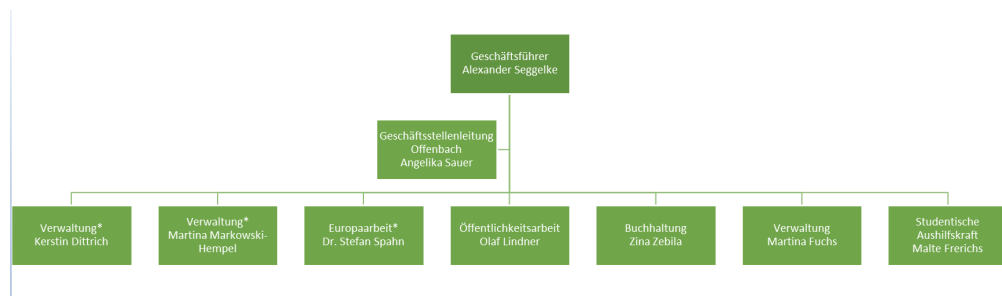 Geschäftsführer
Alexander Seggelke
Geschäftsstellenleitung
Offenbach
Angelika Sauer
Verwaltung*
Kerstin Dittrich
Verwaltung*
Martina Markowski-
Hempel
Europaarbeit*
Dr. Stefan Spahn
Öffentlichkeitsarbeit
Olaf Lindner
Buchhaltung
Zina Zebila
Verwaltung
Martina Fuchs
Studentische
Aushilfskraft
Malte Frerichs